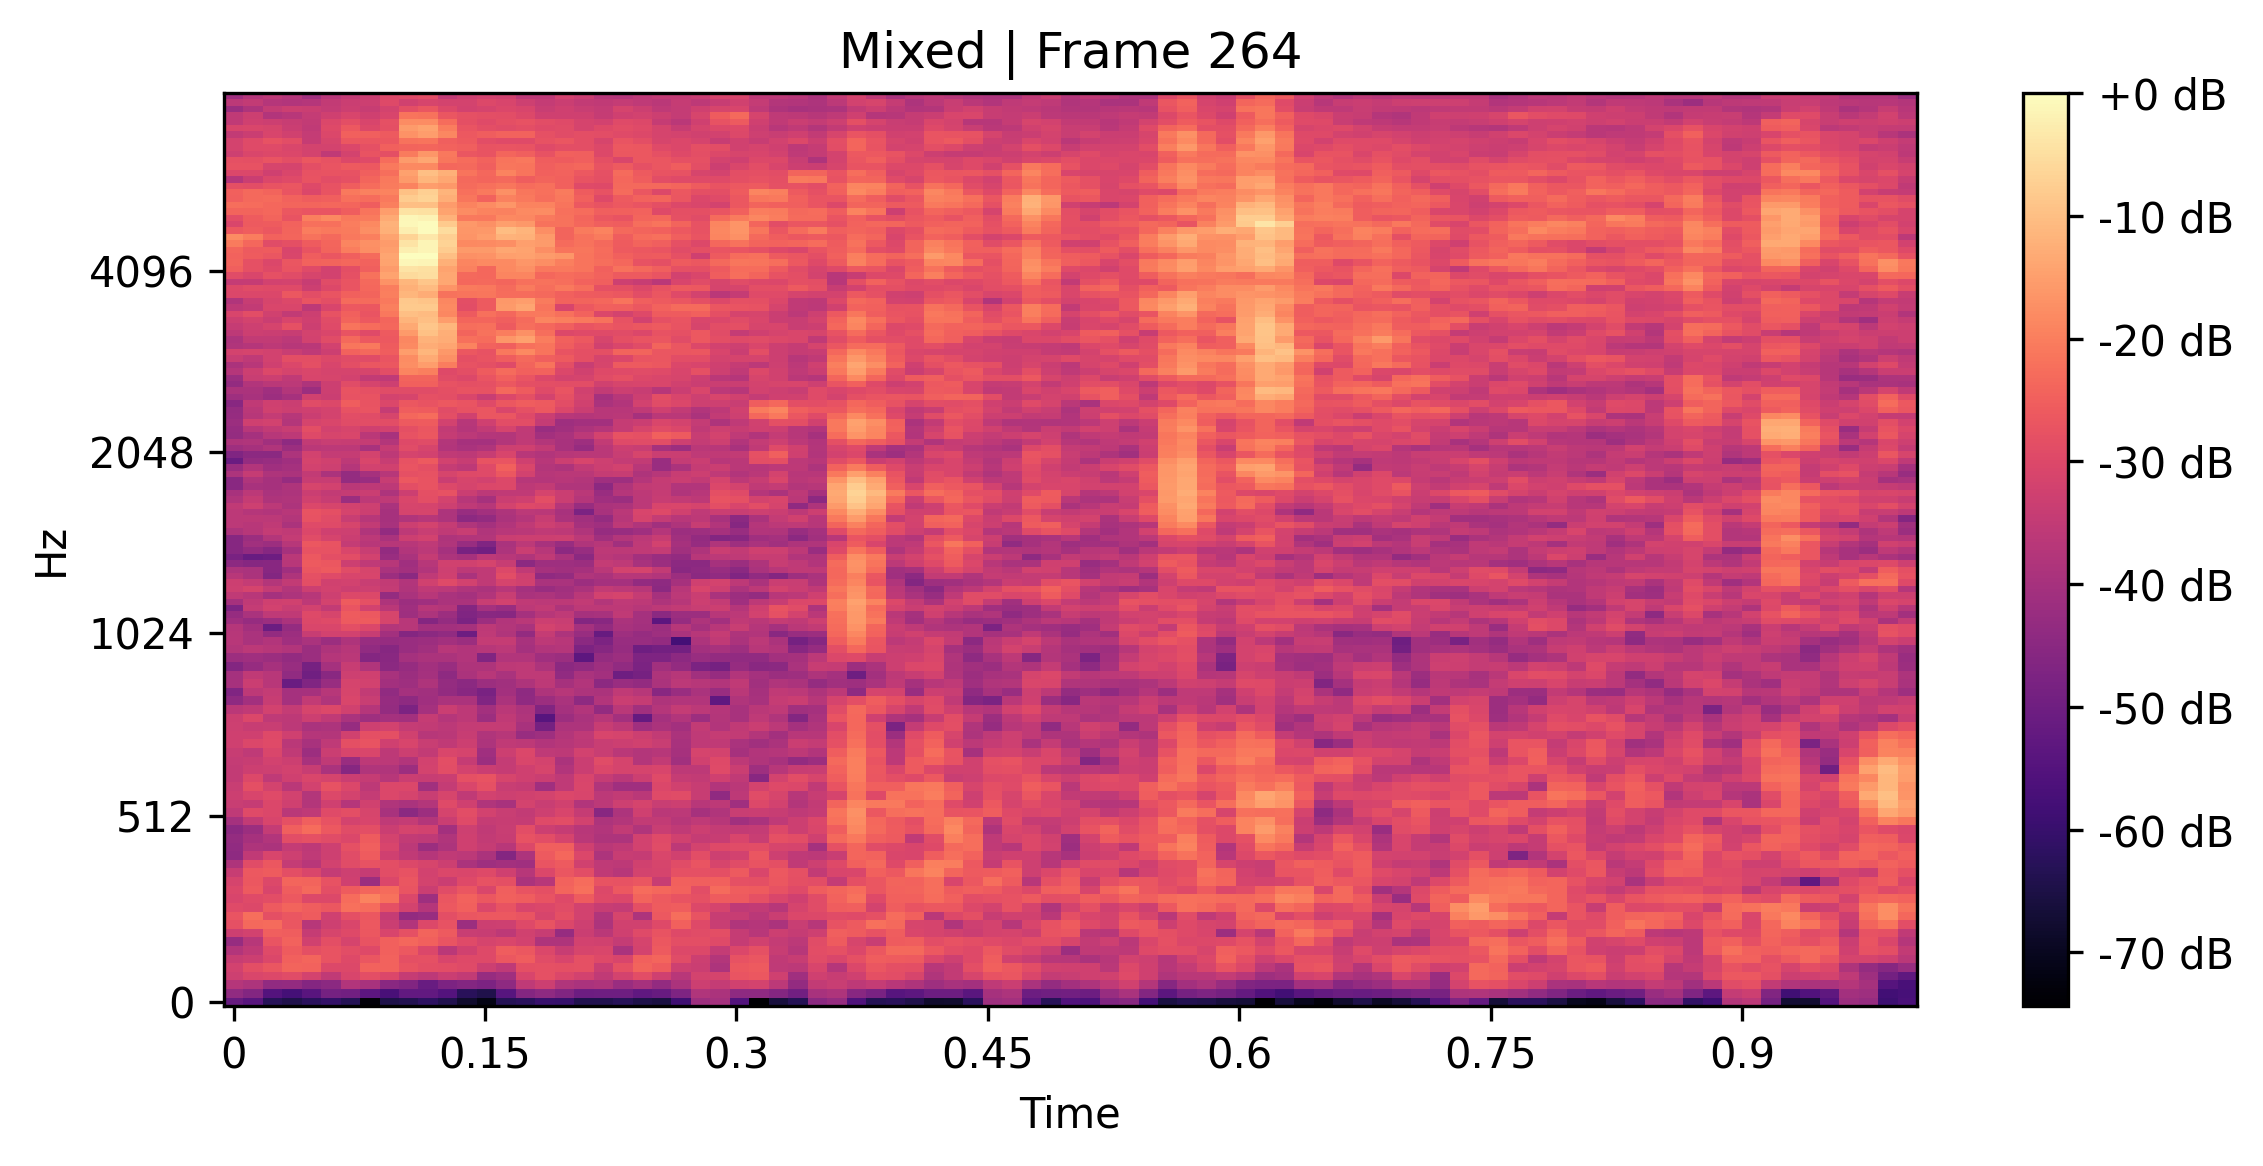 Mixed | Frame 264
+0 dB
-10 dB
-20 dB
-30 dB
-40 dB
-50 dB
-60 dB
-70 dB
4096
2048
1024
512
0
Hz
0 0.15 0.3 0.45 0.6 0.75 0.9
Time